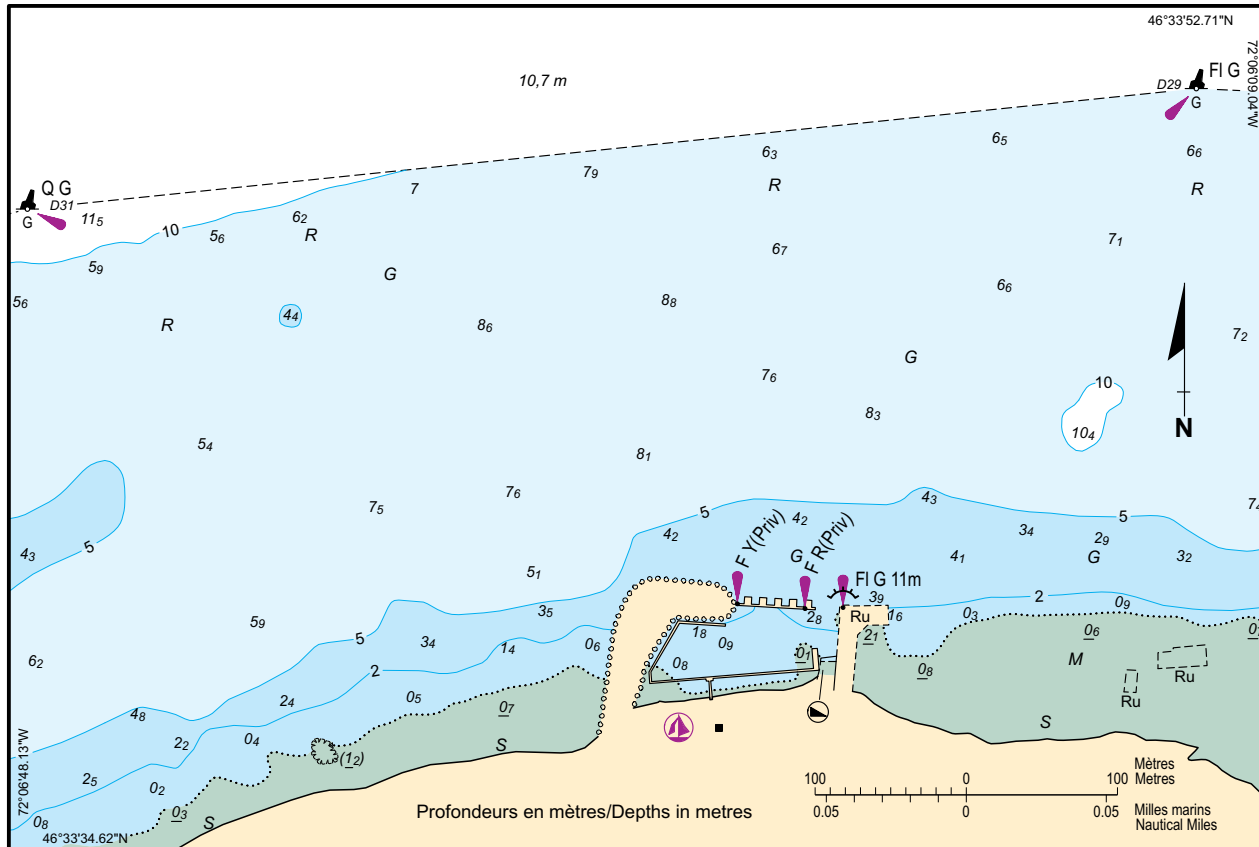 46°33'52.71"N
72°06'09.04"W
10,7 m
Fl G
D29
G
6₅
6₃
6₆
7₉
R
R
7
Q G
D31
G
11₅
10
6₂
5₆
R
7₁
6₇
5₉
G
6₆
5₆
8₈
4₄
R
8₆
7₂
G
7₆
10
8₃
10₄
N
5₄
8₁
7₆
4₃
7₅
5
4₂
5
7₄
3₄
4₂
2₉
F Y(Priv)
F R(Priv)
G
4₁
G
3₂
4₃
5
5₁
Fl G 11m
3₉
2
0₉
3₅
2₈
Ru
1₆
0₃
5₉
1₈
2₁
0₆
0
5
3₄
1₄
0₆
0₉
0₁
M
6₂
2
0₈
0₈
Ru
Ru
2₄
0₅
0₇
4₈
2₂
0₄
S
S
(1₂)
72°06'48.13"W
2₅
0₂
0₃
0₈
S
46°33'34.62"N
Profondeurs en mètres/Depths in metres
Mètres
Metres
100 0 100
0.05 0 0.05
Milles marins
Nautical Miles